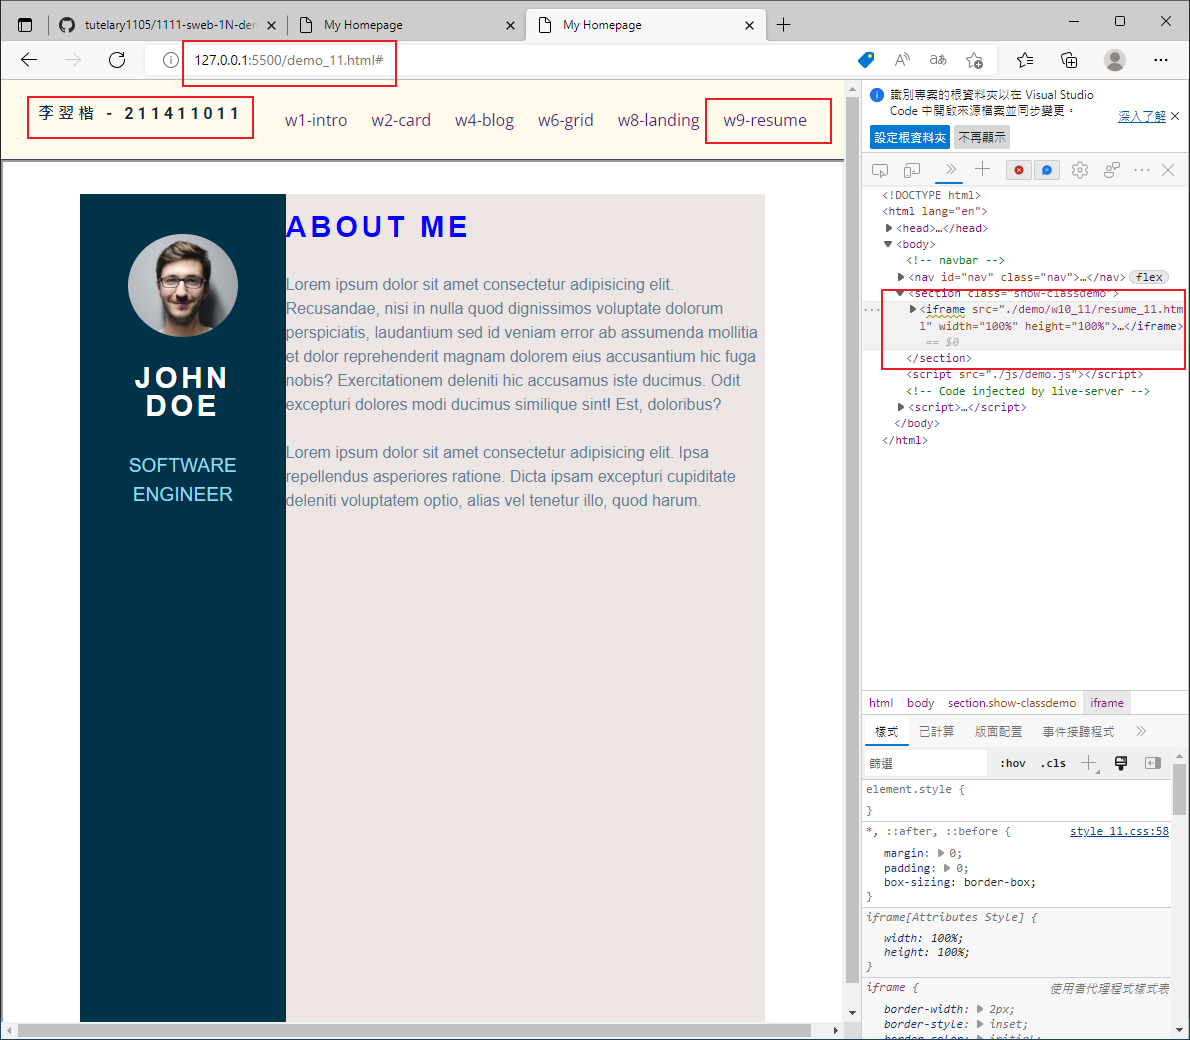 tutelary1105/1111-sweb-1N-der
My Homepage
My Homepage
127.0.0.1:5500/demo_11.html#
李翌楷 - 211411011
w1-intro
w2-card
w4-blog
w6-grid
w8-landing
w9-resume
JOHN
DOE
SOFTWARE
ENGINEER
ABOUT ME
Lorem ipsum dolor sit amet consectetur adipisicing elit.
Recusandae, nisi in nulla quod dignissimos voluptate dolorum
perspiciatis, laudantium sed id veniam error ab assumenda mollitia
et dolor reprehenderit magnam dolorem eius accusantium hic fuga
nobis? Exercitationem deleniti hic accusamus iste ducimus. Odit
excepturi dolores modi ducimus similique sint! Est, doloribus?
Lorem ipsum dolor sit amet consectetur adipisicing elit. Ipsa
repellendus asperiores ratione. Dicta ipsam excepturi cupiditate
deleniti voluptatem optio, alias vel tenetur illo, quod harum.
識別專案的根資料夾以在 Visual Studio
Code 中開啟來源檔案並同步變更。
深入了解
設定根資料夾
不再顯示
<!DOCTYPE html>
<html lang="en">
<head>…</head>
<body>
<!-- navbar -->
<nav id="nav" class="nav">…</nav> flex
<section class="show-classdemo">
<iframe src="./demo/w10_11/resume_11.htm
l" width="100%" height="100%">…</iframe>
== $0
</section>
<script src="./js/demo.js"></script>
<!-- Code injected by live-server -->
<script>…</script>
</body>
</html>
html body section.show-classdemo iframe
樣式 已計算 版面配置 事件接聽程式
篩選 :hov .cls
element.style {
}
*, ::after, ::before { style_11.css:58
margin: 0;
padding: 0;
box-sizing: border-box;
}
iframe[Attributes Style] {
width: 100%;
height: 100%;
}
iframe { 使用者代理程式樣式表
border-width: 2px;
border-style: inset;
border-color: initial;